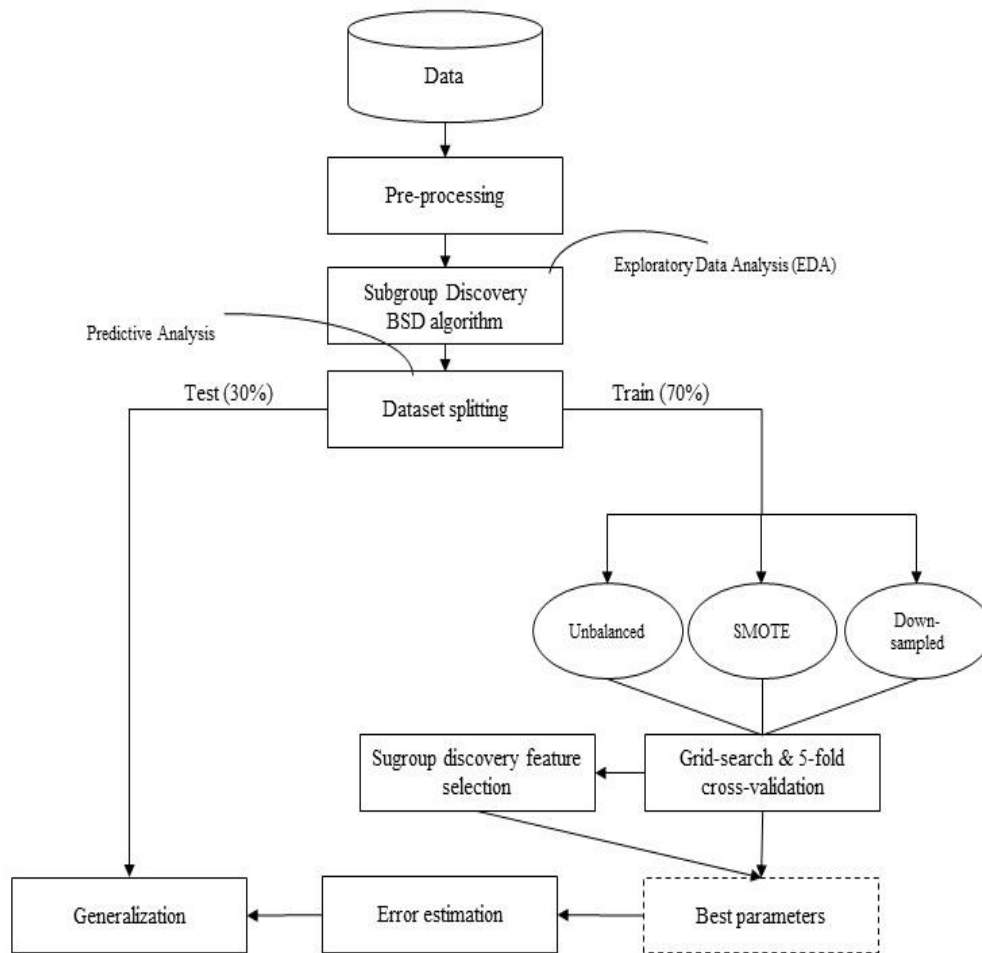 Data
Pre-processing
Exploratory Data Analysis (EDA)
Subgroup Discovery
BSD algorithm
Predictive Analysis
Test (30%)
Dataset splitting
Train (70%)
Unbalanced
SMOTE
Down-
sampled
Sugroup discovery feature
selection
Grid-search & 5-fold
cross-validation
Generalization
Error estimation
Best parameters